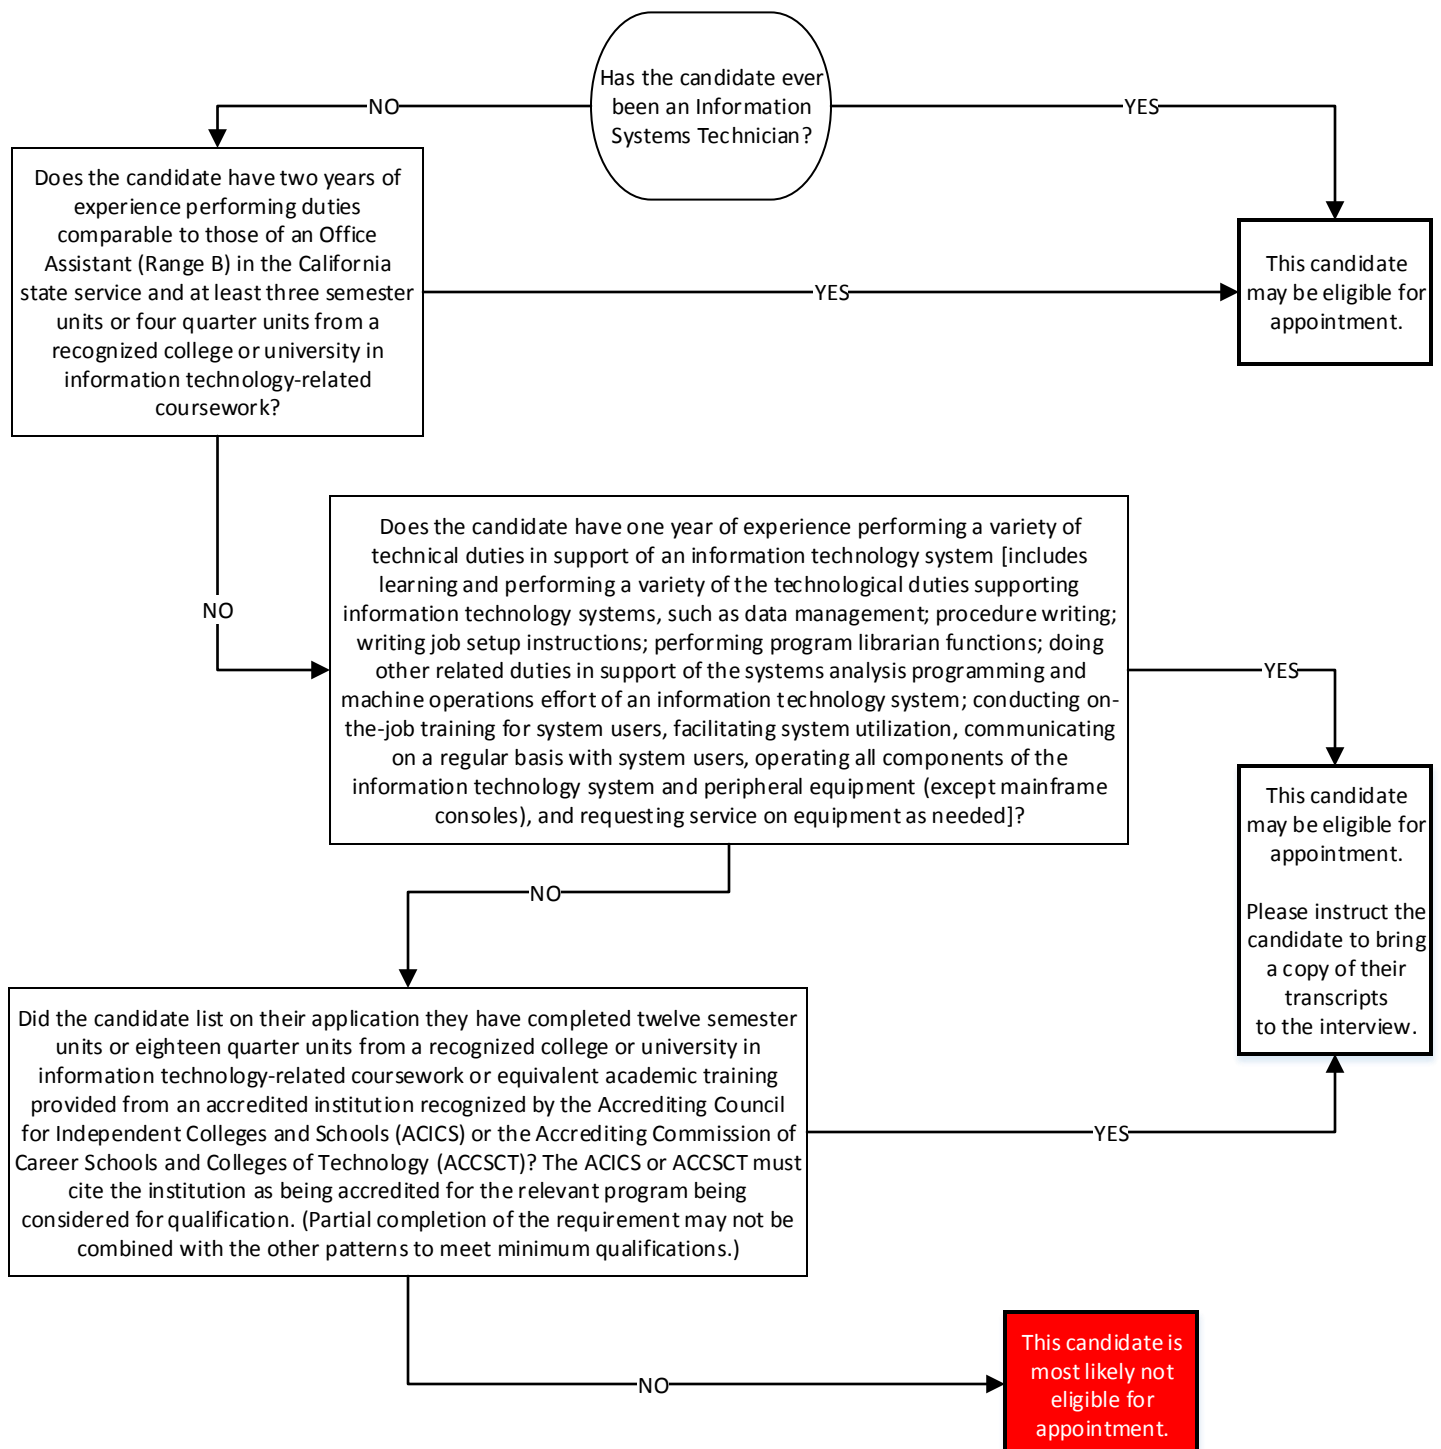 Has the candidate ever
been an Information
Systems Technician?
NO
YES
Does the candidate have two years of
experience performing duties
comparable to those of an Office
Assistant (Range B) in the California
state service and at least three semester
units or four quarter units from a
recognized college or university in
information technology-related
coursework?
YES
This candidate
may be eligible for
appointment.
NO
Does the candidate have one year of experience performing a variety of
technical duties in support of an information technology system [includes
learning and performing a variety of the technological duties supporting
information technology systems, such as data management; procedure writing;
writing job setup instructions; performing program librarian functions; doing
other related duties in support of the systems analysis programming and
machine operations effort of an information technology system; conducting on-
the-job training for system users, facilitating system utilization, communicating
on a regular basis with system users, operating all components of the
information technology system and peripheral equipment (except mainframe
consoles), and requesting service on equipment as needed]?
YES
This candidate
may be eligible for
appointment.
Please instruct the
candidate to bring
a copy of their
transcripts
to the interview.
NO
Did the candidate list on their application they have completed twelve semester
units or eighteen quarter units from a recognized college or university in
information technology-related coursework or equivalent academic training
provided from an accredited institution recognized by the Accrediting Council
for Independent Colleges and Schools (ACICS) or the Accrediting Commission of
Career Schools and Colleges of Technology (ACCSCT)? The ACICS or ACCSCT must
cite the institution as being accredited for the relevant program being
considered for qualification. (Partial completion of the requirement may not be
combined with the other patterns to meet minimum qualifications.)
YES
NO
This candidate is
most likely not
eligible for
appointment.